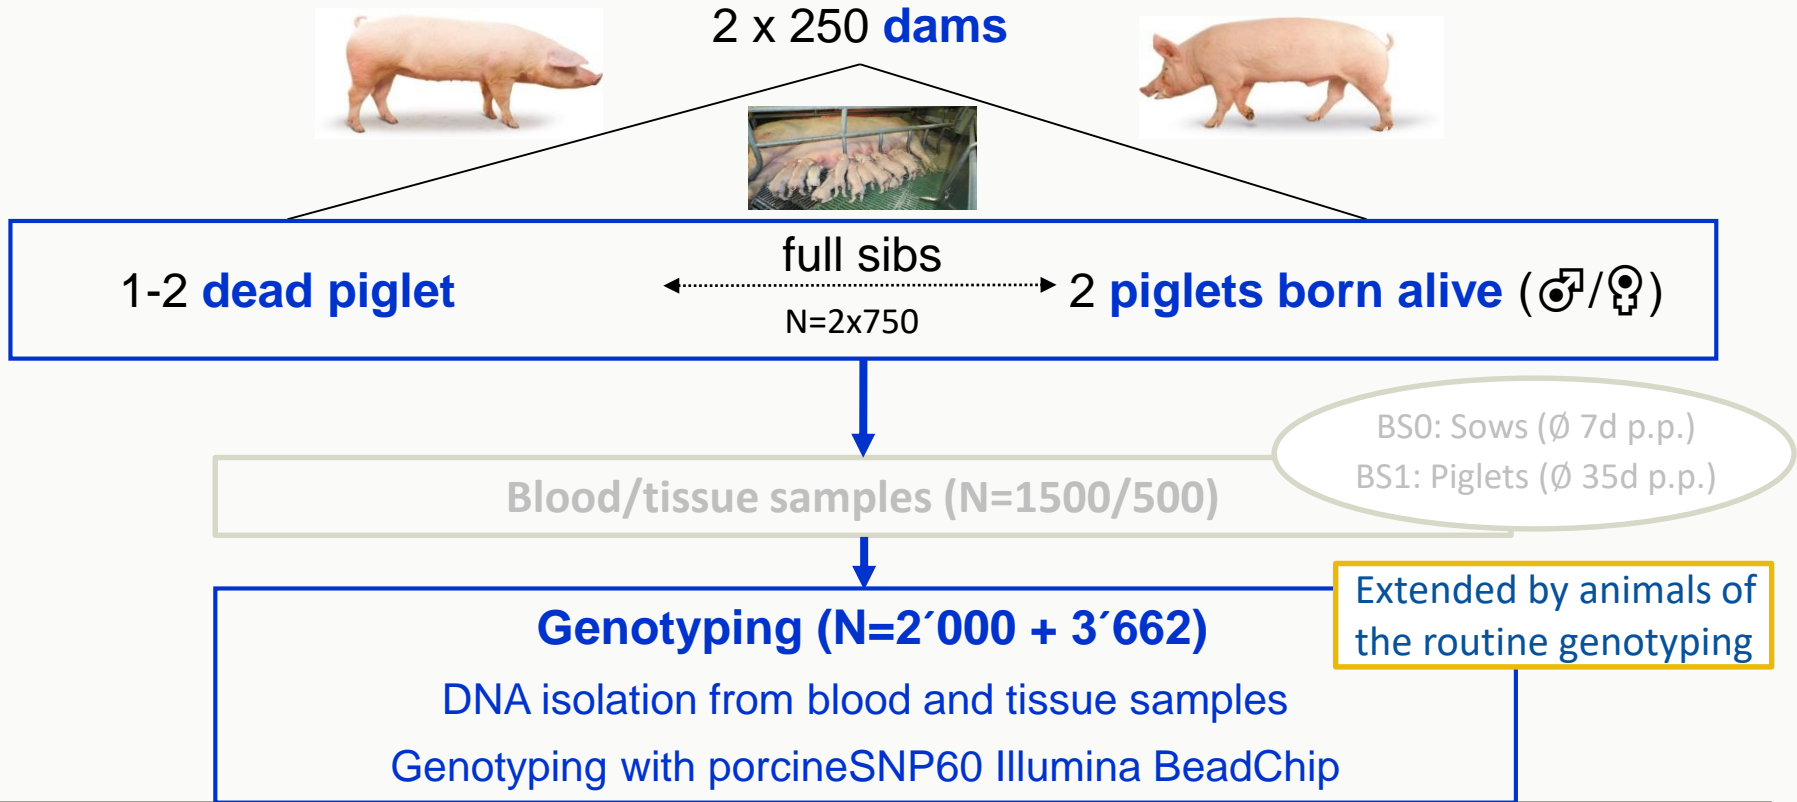 2 x 250 dams
full sibs
1-2 dead piglet
2 piglets born alive (♂/♀)
N=2x750
BS0: Sows (Ø 7d p.p.)
BS1: Piglets (Ø 35d p.p.)
Blood/tissue samples (N=1500/500)
Extended by animals of
the routine genotyping
Genotyping (N=2´000 + 3´662)
DNA isolation from blood and tissue samples
Genotyping with porcineSNP60 Illumina BeadChip